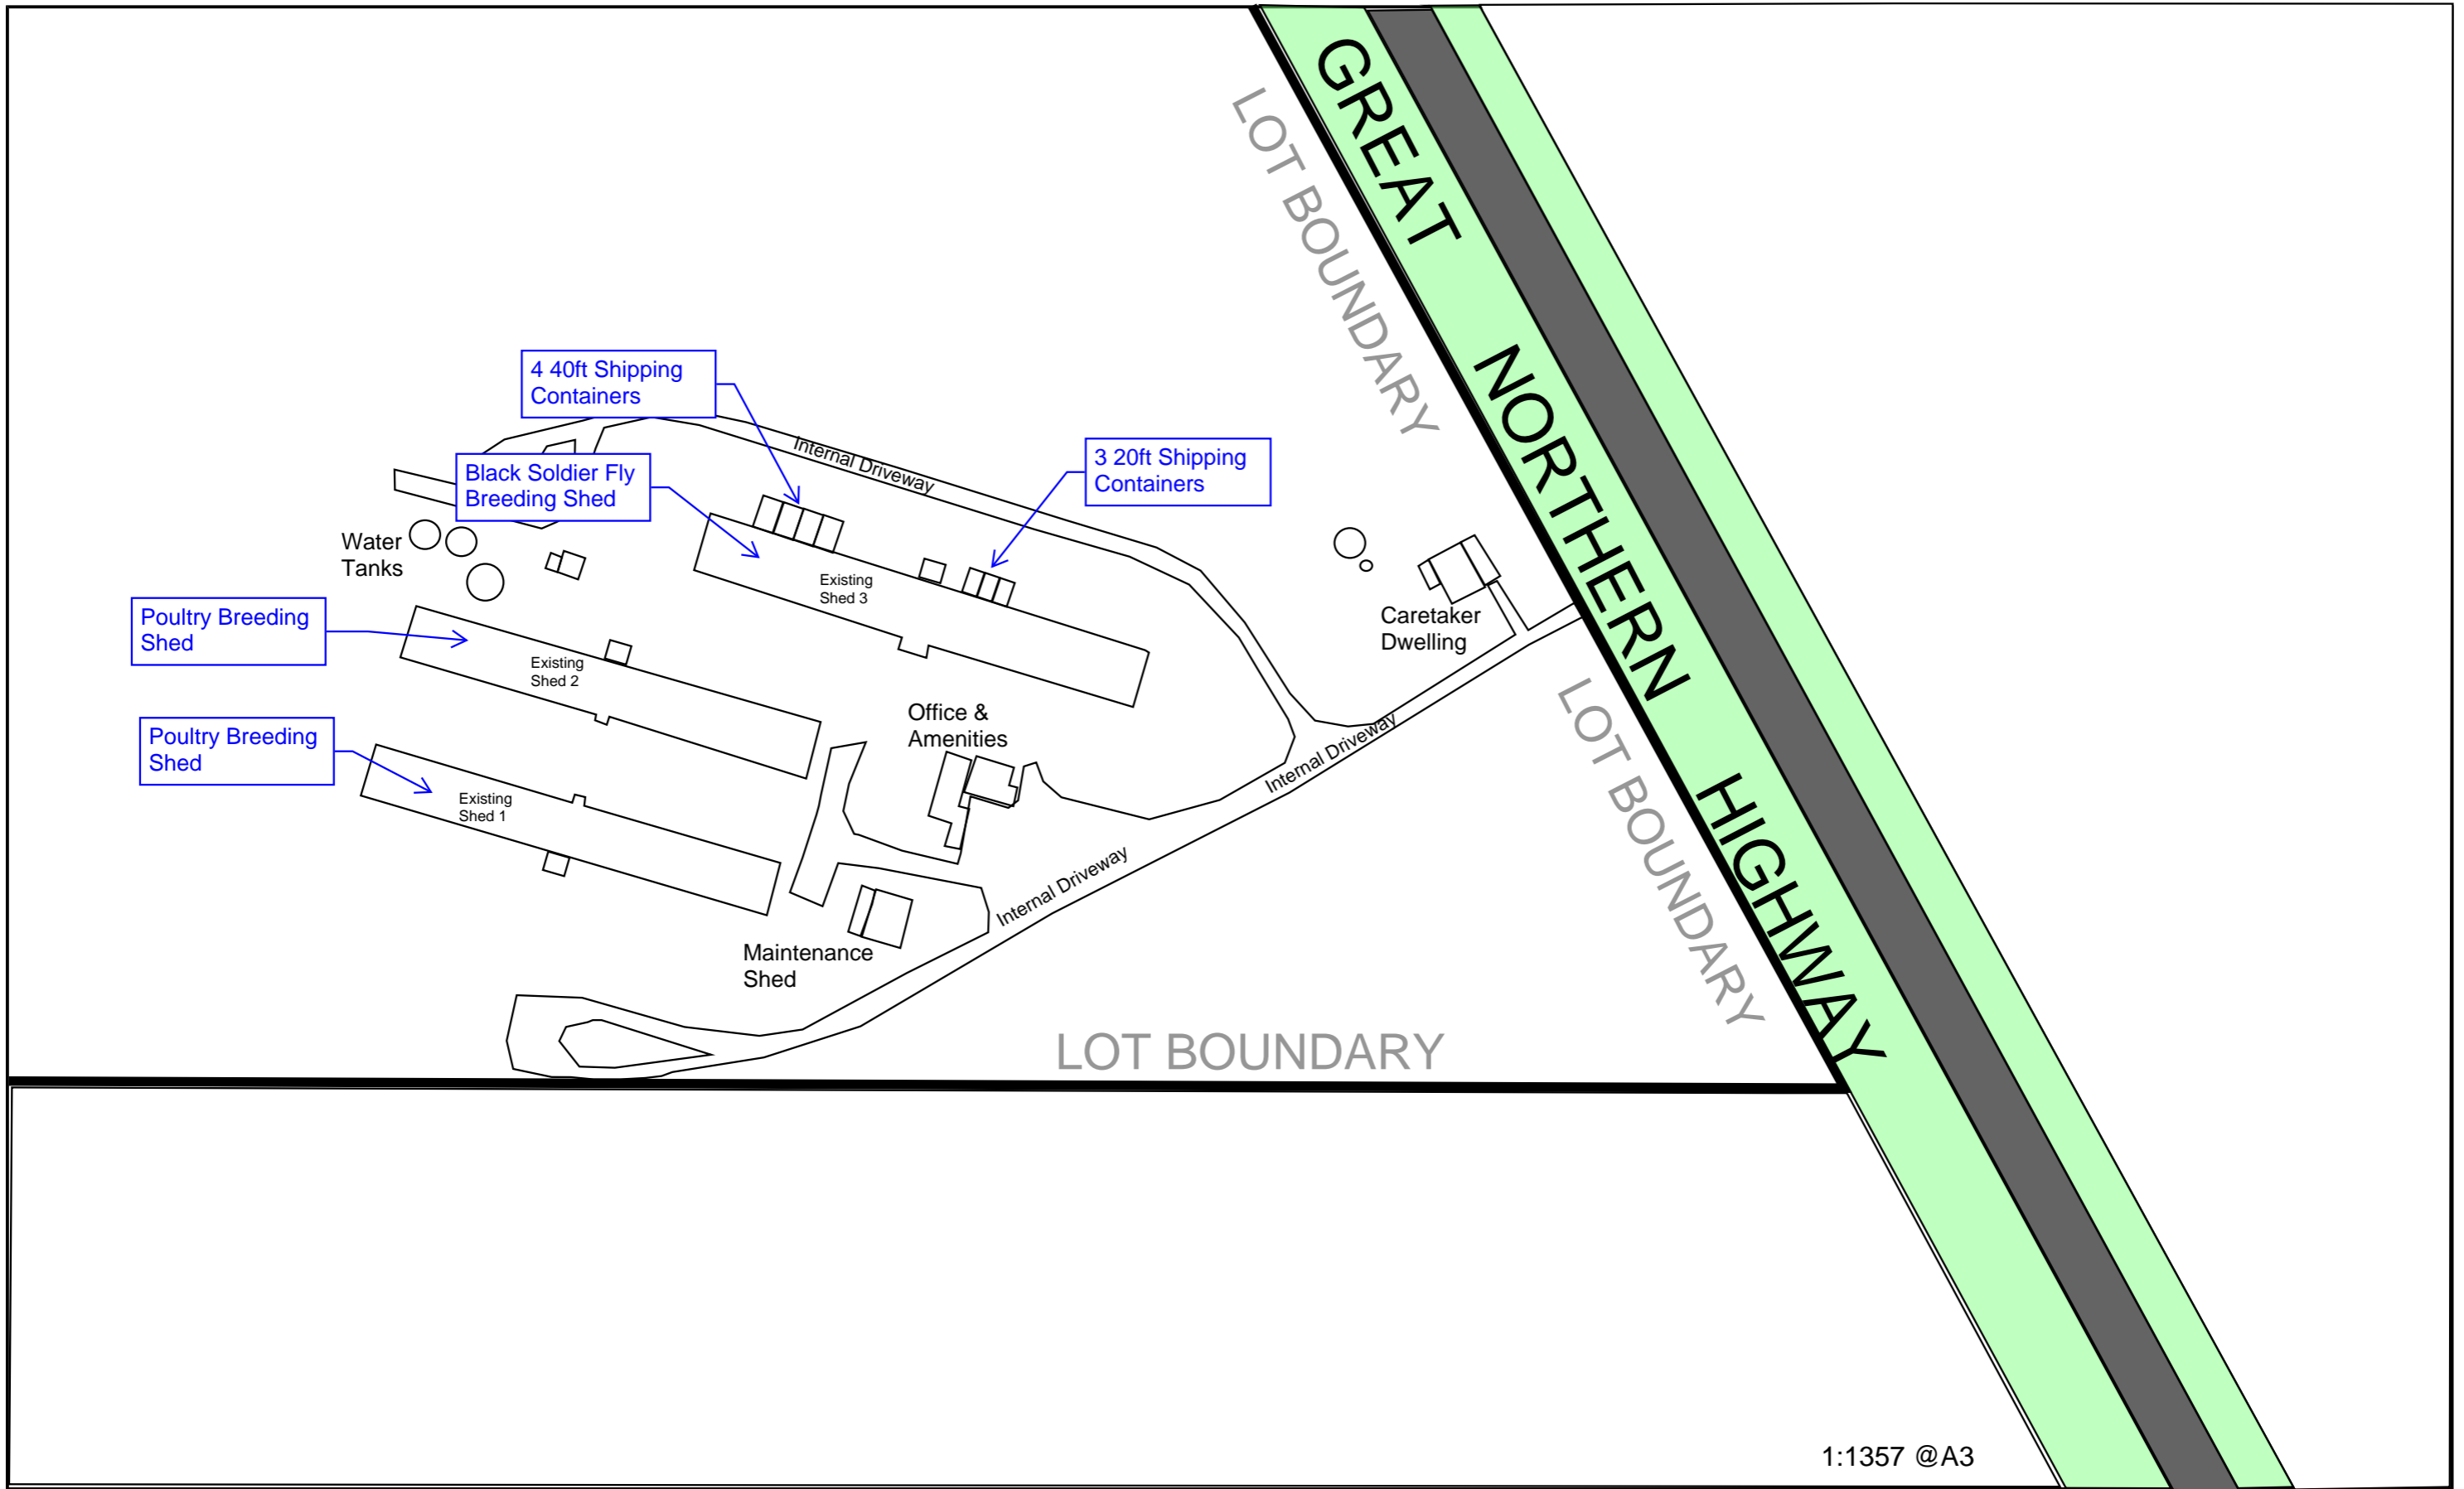 GREAT NORTHERN HIGHWAY
LOT BOUNDARY
4 40ft Shipping
Containers
Internal Driveway
3 20ft Shipping
Containers
Black Soldier Fly
Breeding Shed
Water
Tanks
Existing
Shed 3
Poultry Breeding
Shed
Caretaker
Dwelling
Existing
Shed 2
LOT BOUNDARY
Office &
Amenities
Poultry Breeding
Shed
Internal Driveway
Existing
Shed 1
Internal Driveway
Maintenance
Shed
LOT BOUNDARY
1:1357 @A3